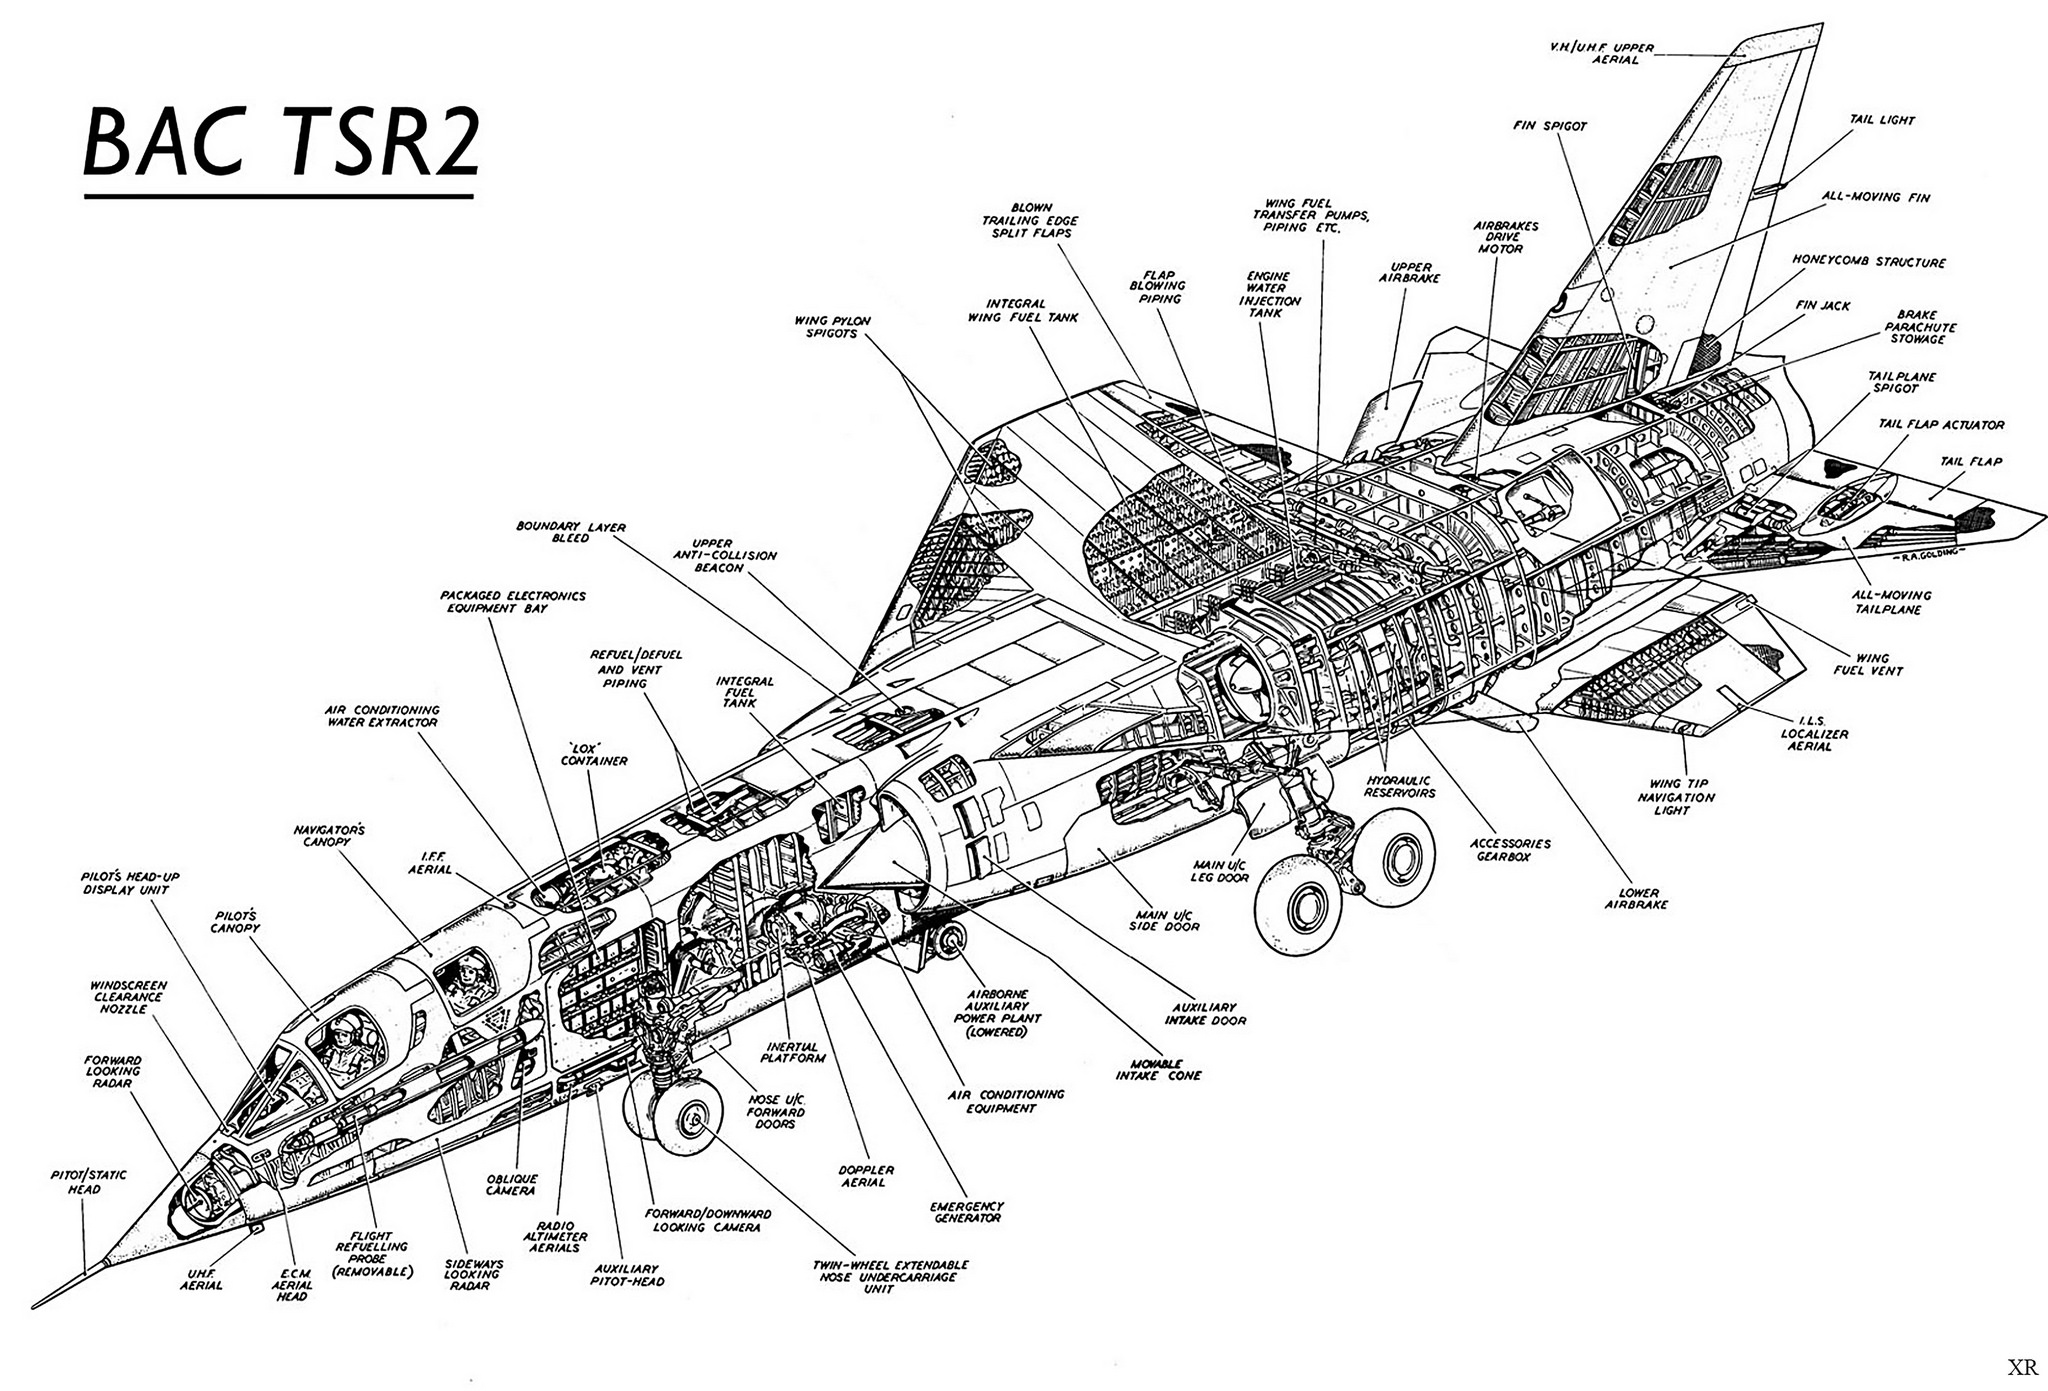 BAC TSR2
V.H./U.H.F. UPPER
AERIAL
FIN SPIGOT
TAIL LIGHT
ALL-MOVING FIN
BLOWN
TRAILING EDGE
SPLIT FLAPS
WING FUEL
TRANSFER PUMPS,
PIPING ETC.
AIRBRAKES
DRIVE
MOTOR
HONEYCOMB STRUCTURE
UPPER
AIRBRAKE
FLAP
BLOWING
PIPING
ENGINE
WATER
INJECTION
TANK
FIN JACK
INTEGRAL
WING FUEL TANK
BRAKE
PARACHUTE
STOWAGE
WING PYLON
SPIGOTS
TAILPLANE
SPIGOT
TAIL FLAP ACTUATOR
TAIL FLAP
BOUNDARY LAYER
BLEED
UPPER
ANTI-COLLISION
BEACON
-R.A.GOLDING-
PACKAGED ELECTRONICS
EQUIPMENT BAY
ALL-MOVING
TAILPLANE
REFUEL/DEFUEL
AND VENT
PIPING
WING
FUEL VENT
INTEGRAL
FUEL
TANK
AIR CONDITIONING
WATER EXTRACTOR
I.L.S.
LOCALIZER
AERIAL
'LOX'
CONTAINER
HYDRAULIC
RESERVOIRS
WING TIP
NAVIGATION
LIGHT
NAVIGATOR'S
CANOPY
I.F.F.
AERIAL
ACCESSORIES
GEARBOX
MAIN U/C
LEG DOOR
PILOT'S HEAD-UP
DISPLAY UNIT
LOWER
AIRBRAKE
PILOT'S
CANOPY
MAIN U/C
SIDE DOOR
WINDSCREEN
CLEARANCE
NOZZLE
AIRBORNE
AUXILIARY
POWER PLANT
(LOWERED)
AUXILIARY
INTAKE DOOR
FORWARD
LOOKING
RADAR
INERTIAL
PLATFORM
MOVABLE
INTAKE CONE
NOSE U/C.
FORWARD
DOORS
AIR CONDITIONING
EQUIPMENT
PITOT/STATIC
HEAD
OBLIQUE
CAMERA
DOPPLER
AERIAL
FORWARD/DOWNWARD
LOOKING CAMERA
EMERGENCY
GENERATOR
U.H.F.
AERIAL
E.C.M.
AERIAL
HEAD
FLIGHT
REFUELLING
PROBE
(REMOVABLE)
SIDEWAYS
LOOKING
RADAR
RADIO
ALTIMETER
AERIALS
AUXILIARY
PITOT-HEAD
TWIN-WHEEL EXTENDABLE
NOSE UNDERCARRIAGE
UNIT
XR